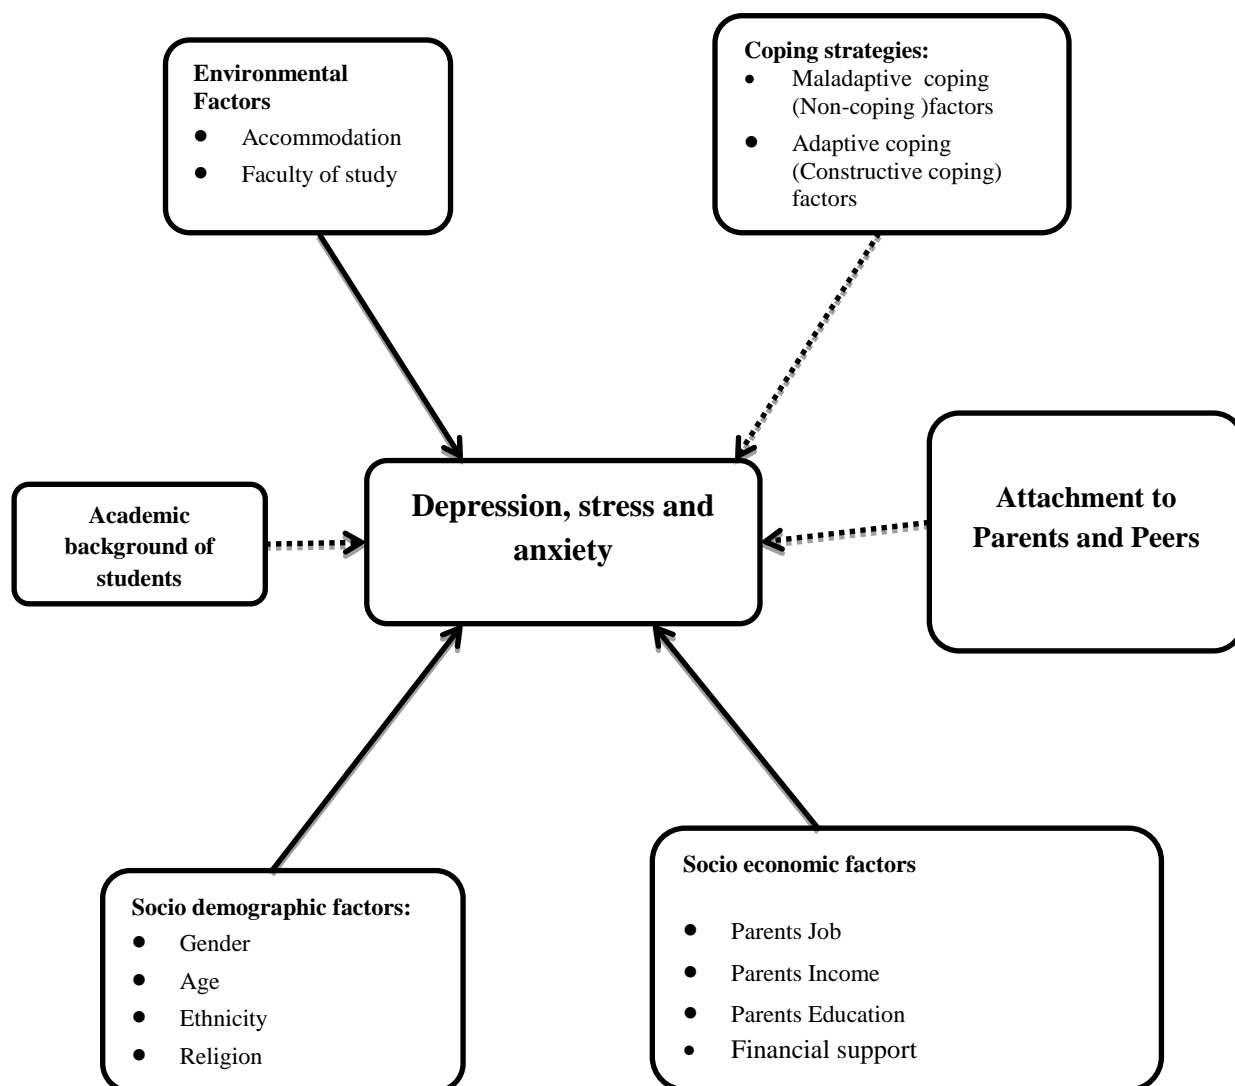 Environmental
Factors
● Accommodation
● Faculty of study
Coping strategies:
● Maladaptive coping
(Non-coping )factors
● Adaptive coping
(Constructive coping)
factors
Academic
background of
students
Depression, stress and
anxiety
Attachment to
Parents and Peers
Socio demographic factors:
● Gender
● Age
● Ethnicity
● Religion
Socio economic factors
● Parents Job
● Parents Income
● Parents Education
● Financial support